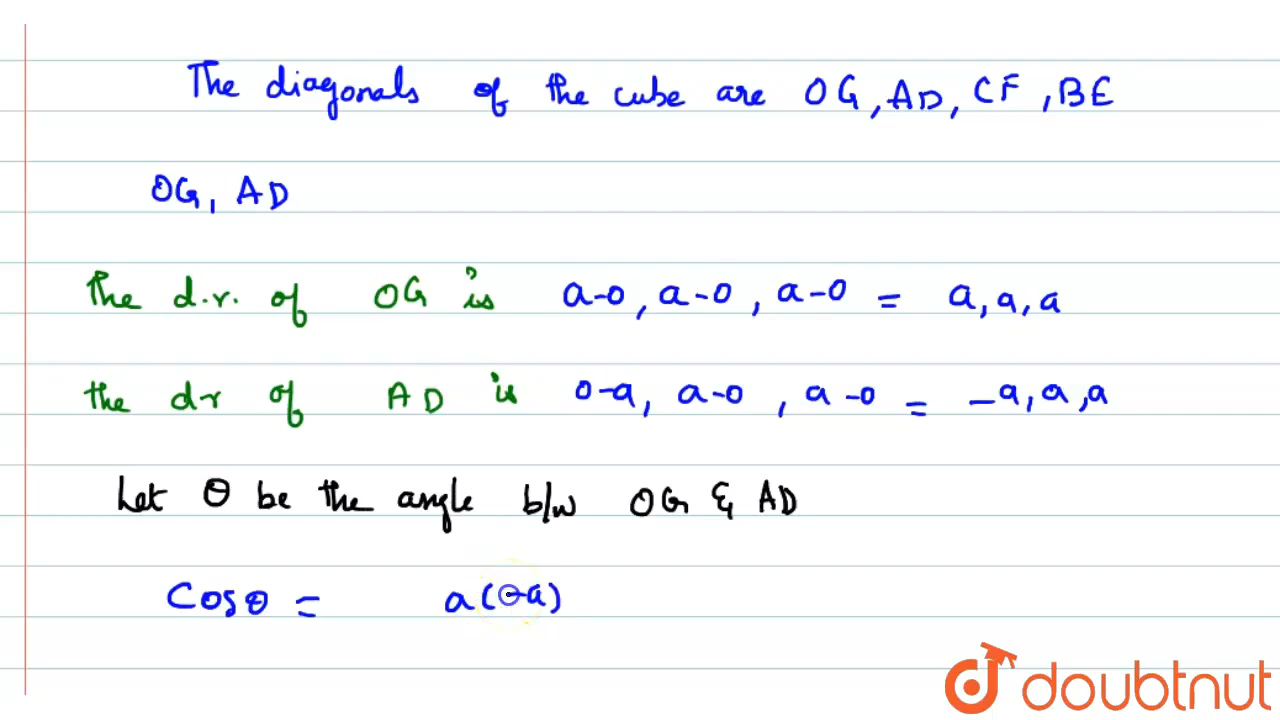 The diagonals of the cube are OG, AD, CF, BE
OG, AD
the d.r. of OG is a-0, a-0, a-0 = a, a, a
the dr of AD is 0-a, a-0, a-0 = -a, a, a
Let θ be the angle b/w OG & AD
Cosθ = a(-a)
doubtnut